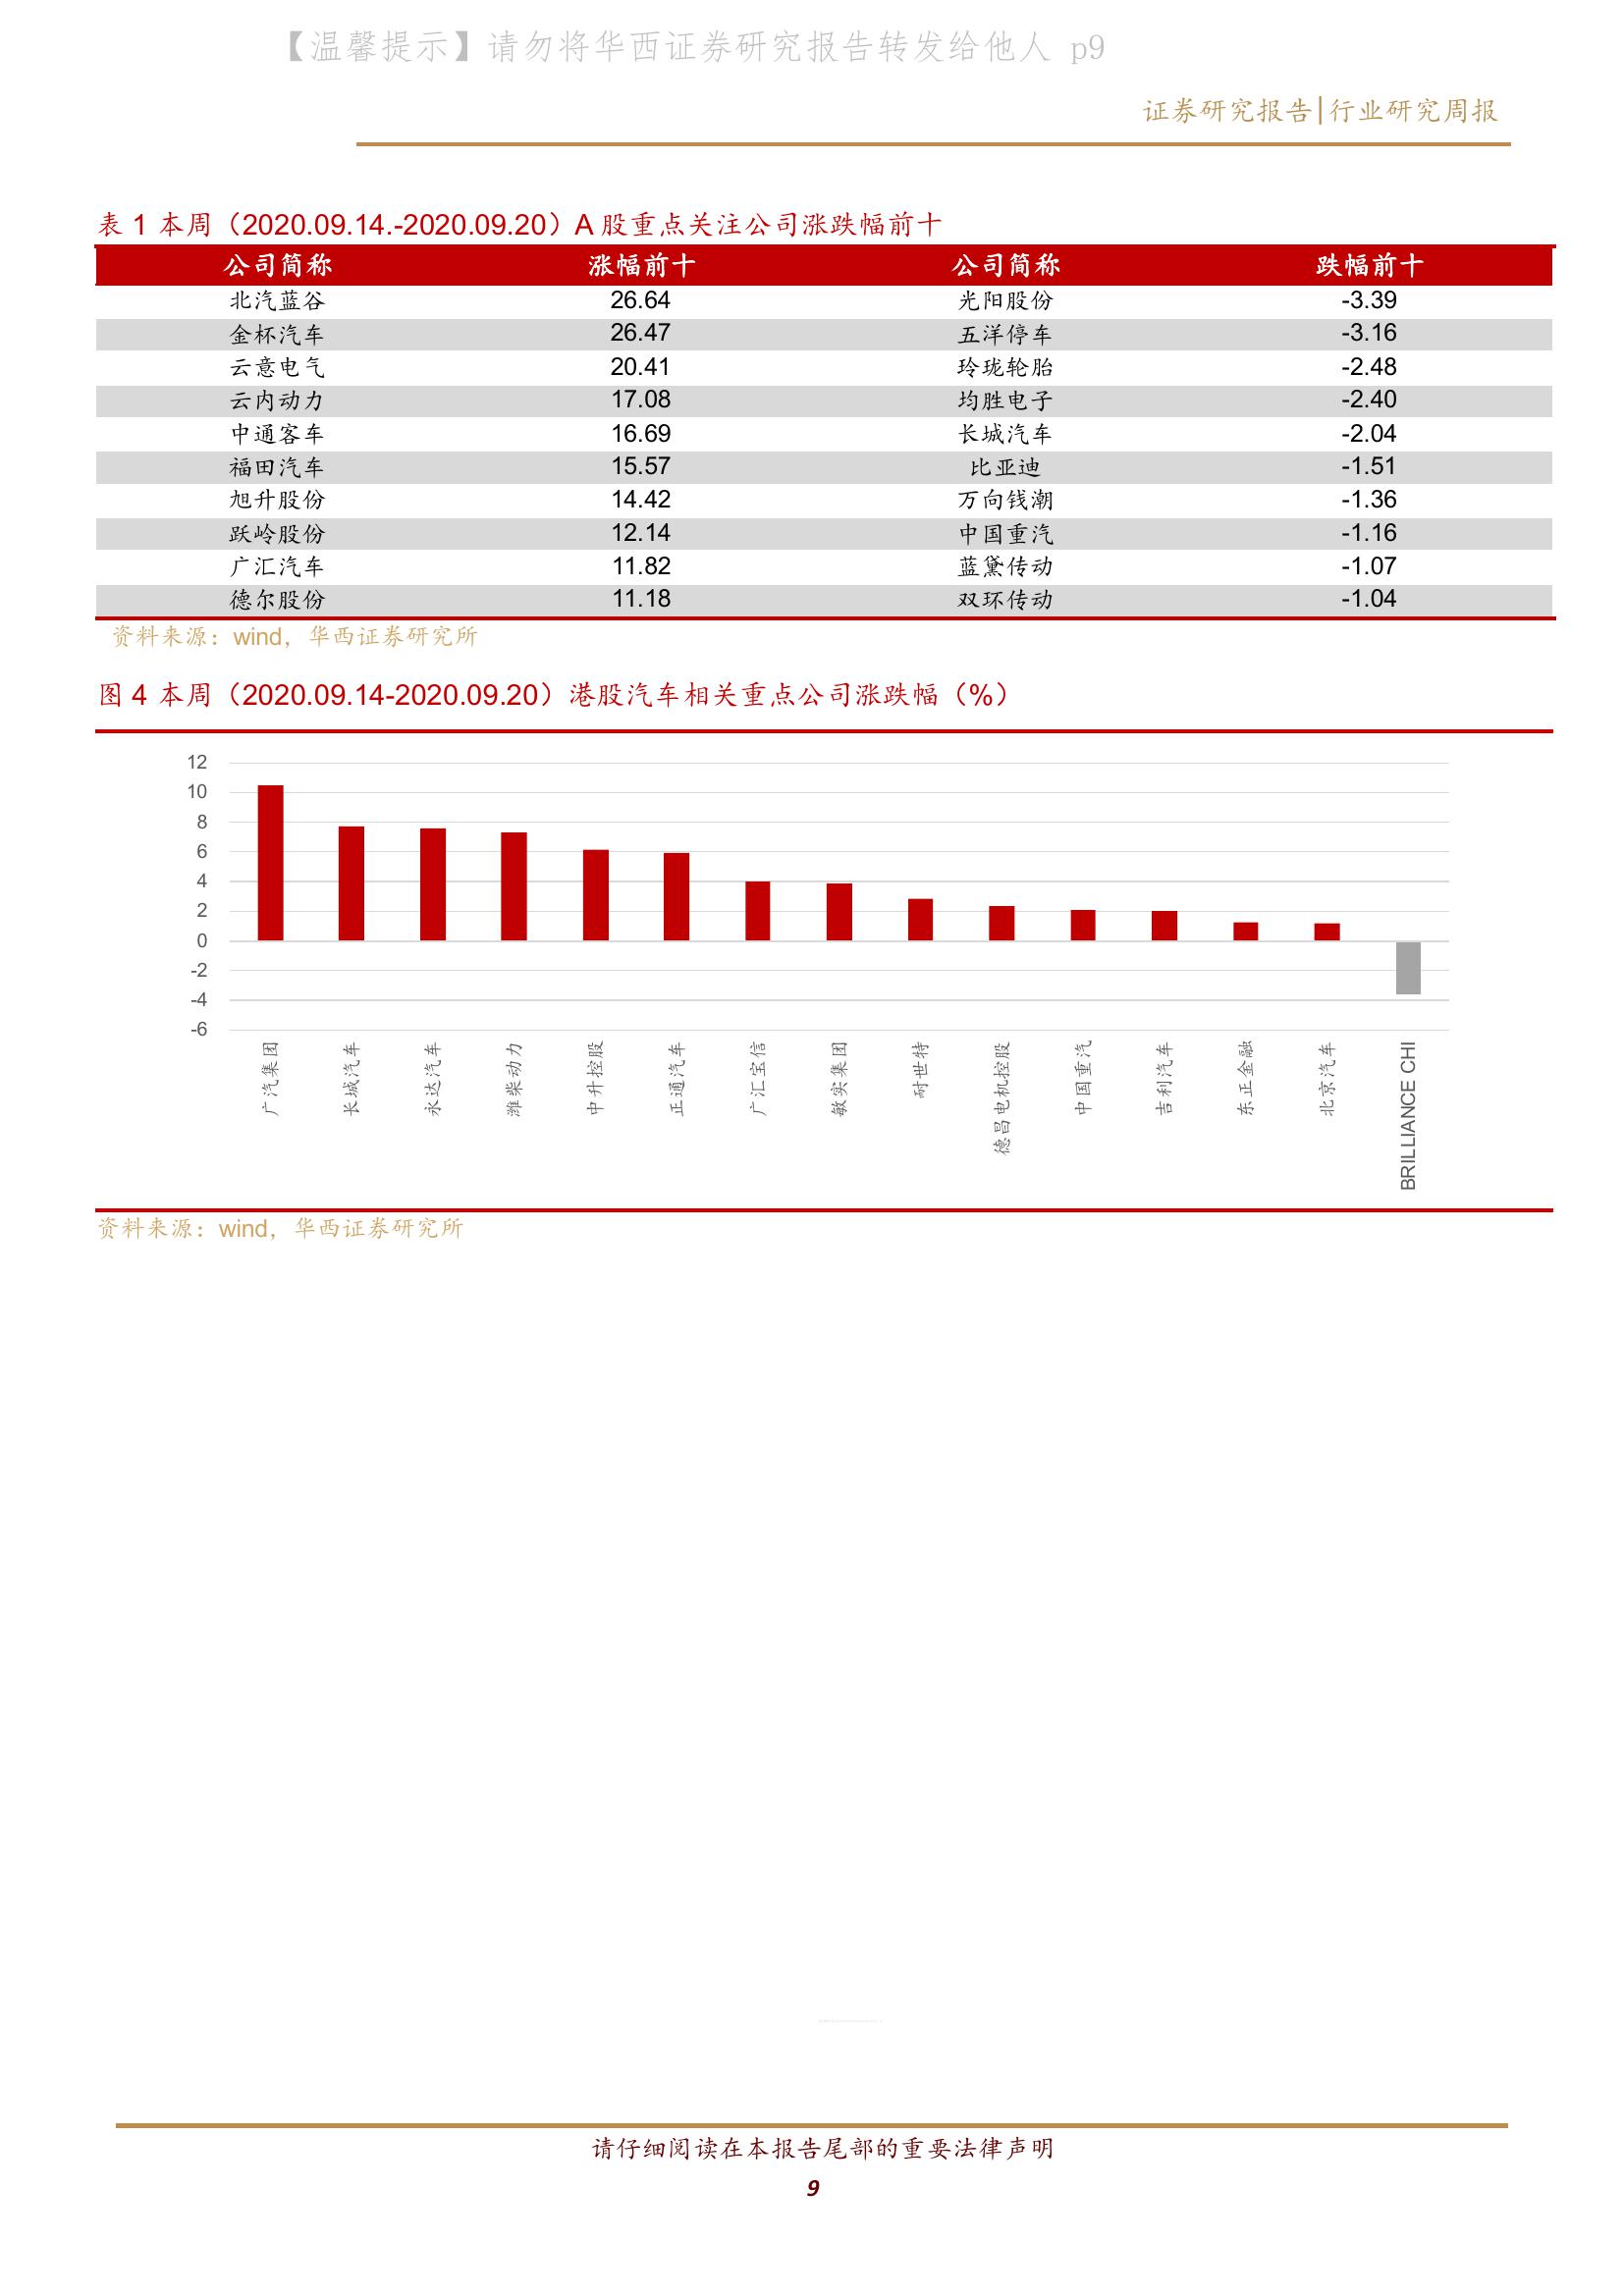 【温馨提示】请勿将华西证券研究报告转发给他人 p9
证券研究报告|行业研究周报
表 1 本周（2020.09.14.-2020.09.20）A 股重点关注公司涨跌幅前十
公司简称 涨幅前十 公司简称 跌幅前十
北汽蓝谷 26.64 光阳股份 -3.39
金杯汽车 26.47 五洋停车 -3.16
云意电气 20.41 玲珑轮胎 -2.48
云内动力 17.08 均胜电子 -2.40
中通客车 16.69 长城汽车 -2.04
福田汽车 15.57 比亚迪 -1.51
旭升股份 14.42 万向钱潮 -1.36
跃岭股份 12.14 中国重汽 -1.16
广汇汽车 11.82 蓝黛传动 -1.07
德尔股份 11.18 双环传动 -1.04
资料来源：wind，华西证券研究所
图 4 本周（2020.09.14-2020.09.20）港股汽车相关重点公司涨跌幅（%）
12
10
8
6
4
2
0
-2
-4
-6
广汽集团
长城汽车
永达汽车
潍柴动力
中升控股
正通汽车
广汇宝信
敏实集团
耐世特
德昌电机控股
中国重汽
吉利汽车
东正金融
北京汽车
BRILLIANCE CHI
资料来源：wind，华西证券研究所
请仔细阅读在本报告尾部的重要法律声明
9